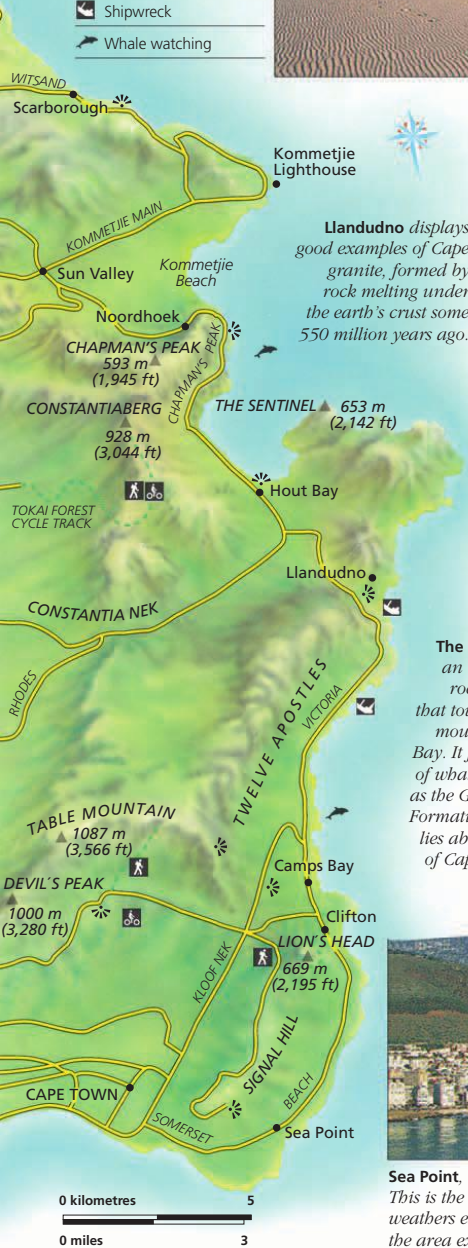 Shipwreck
Whale watching
WITSAND
Scarborough
Kommetjie
Lighthouse
KOMMETJIE MAIN
Llandudno displays
good examples of Cape
granite, formed by
rock melting under
the earth's crust some
550 million years ago.
Sun Valley
Kommetjie
Beach
Noordhoek
CHAPMAN'S PEAK
593 m
(1,945 ft)
CHAPMAN'S PEAK
CONSTANTIABERG
928 m
(3,044 ft)
THE SENTINEL
653 m
(2,142 ft)
TOKAI FOREST
CYCLE TRACK
Hout Bay
Llandudno
CONSTANTIA NEK
RHODES
TWELVE APOSTLES
VICTORIA
The
an
roc
that tou
mou
Bay. It
of wha
as the G
Formati
lies ab
of Cap
TABLE MOUNTAIN
1087 m
(3,566 ft)
DEVIL'S PEAK
1000 m
(3,280 ft)
Camps Bay
Clifton
LION'S HEAD
669 m
(2,195 ft)
KLOOF NEK
SIGNAL HILL
CAPE TOWN
SOMERSET
BEACH
Sea Point
0 kilometres 5
0 miles 3
Sea Point,
This is the
weathers e
the area ex